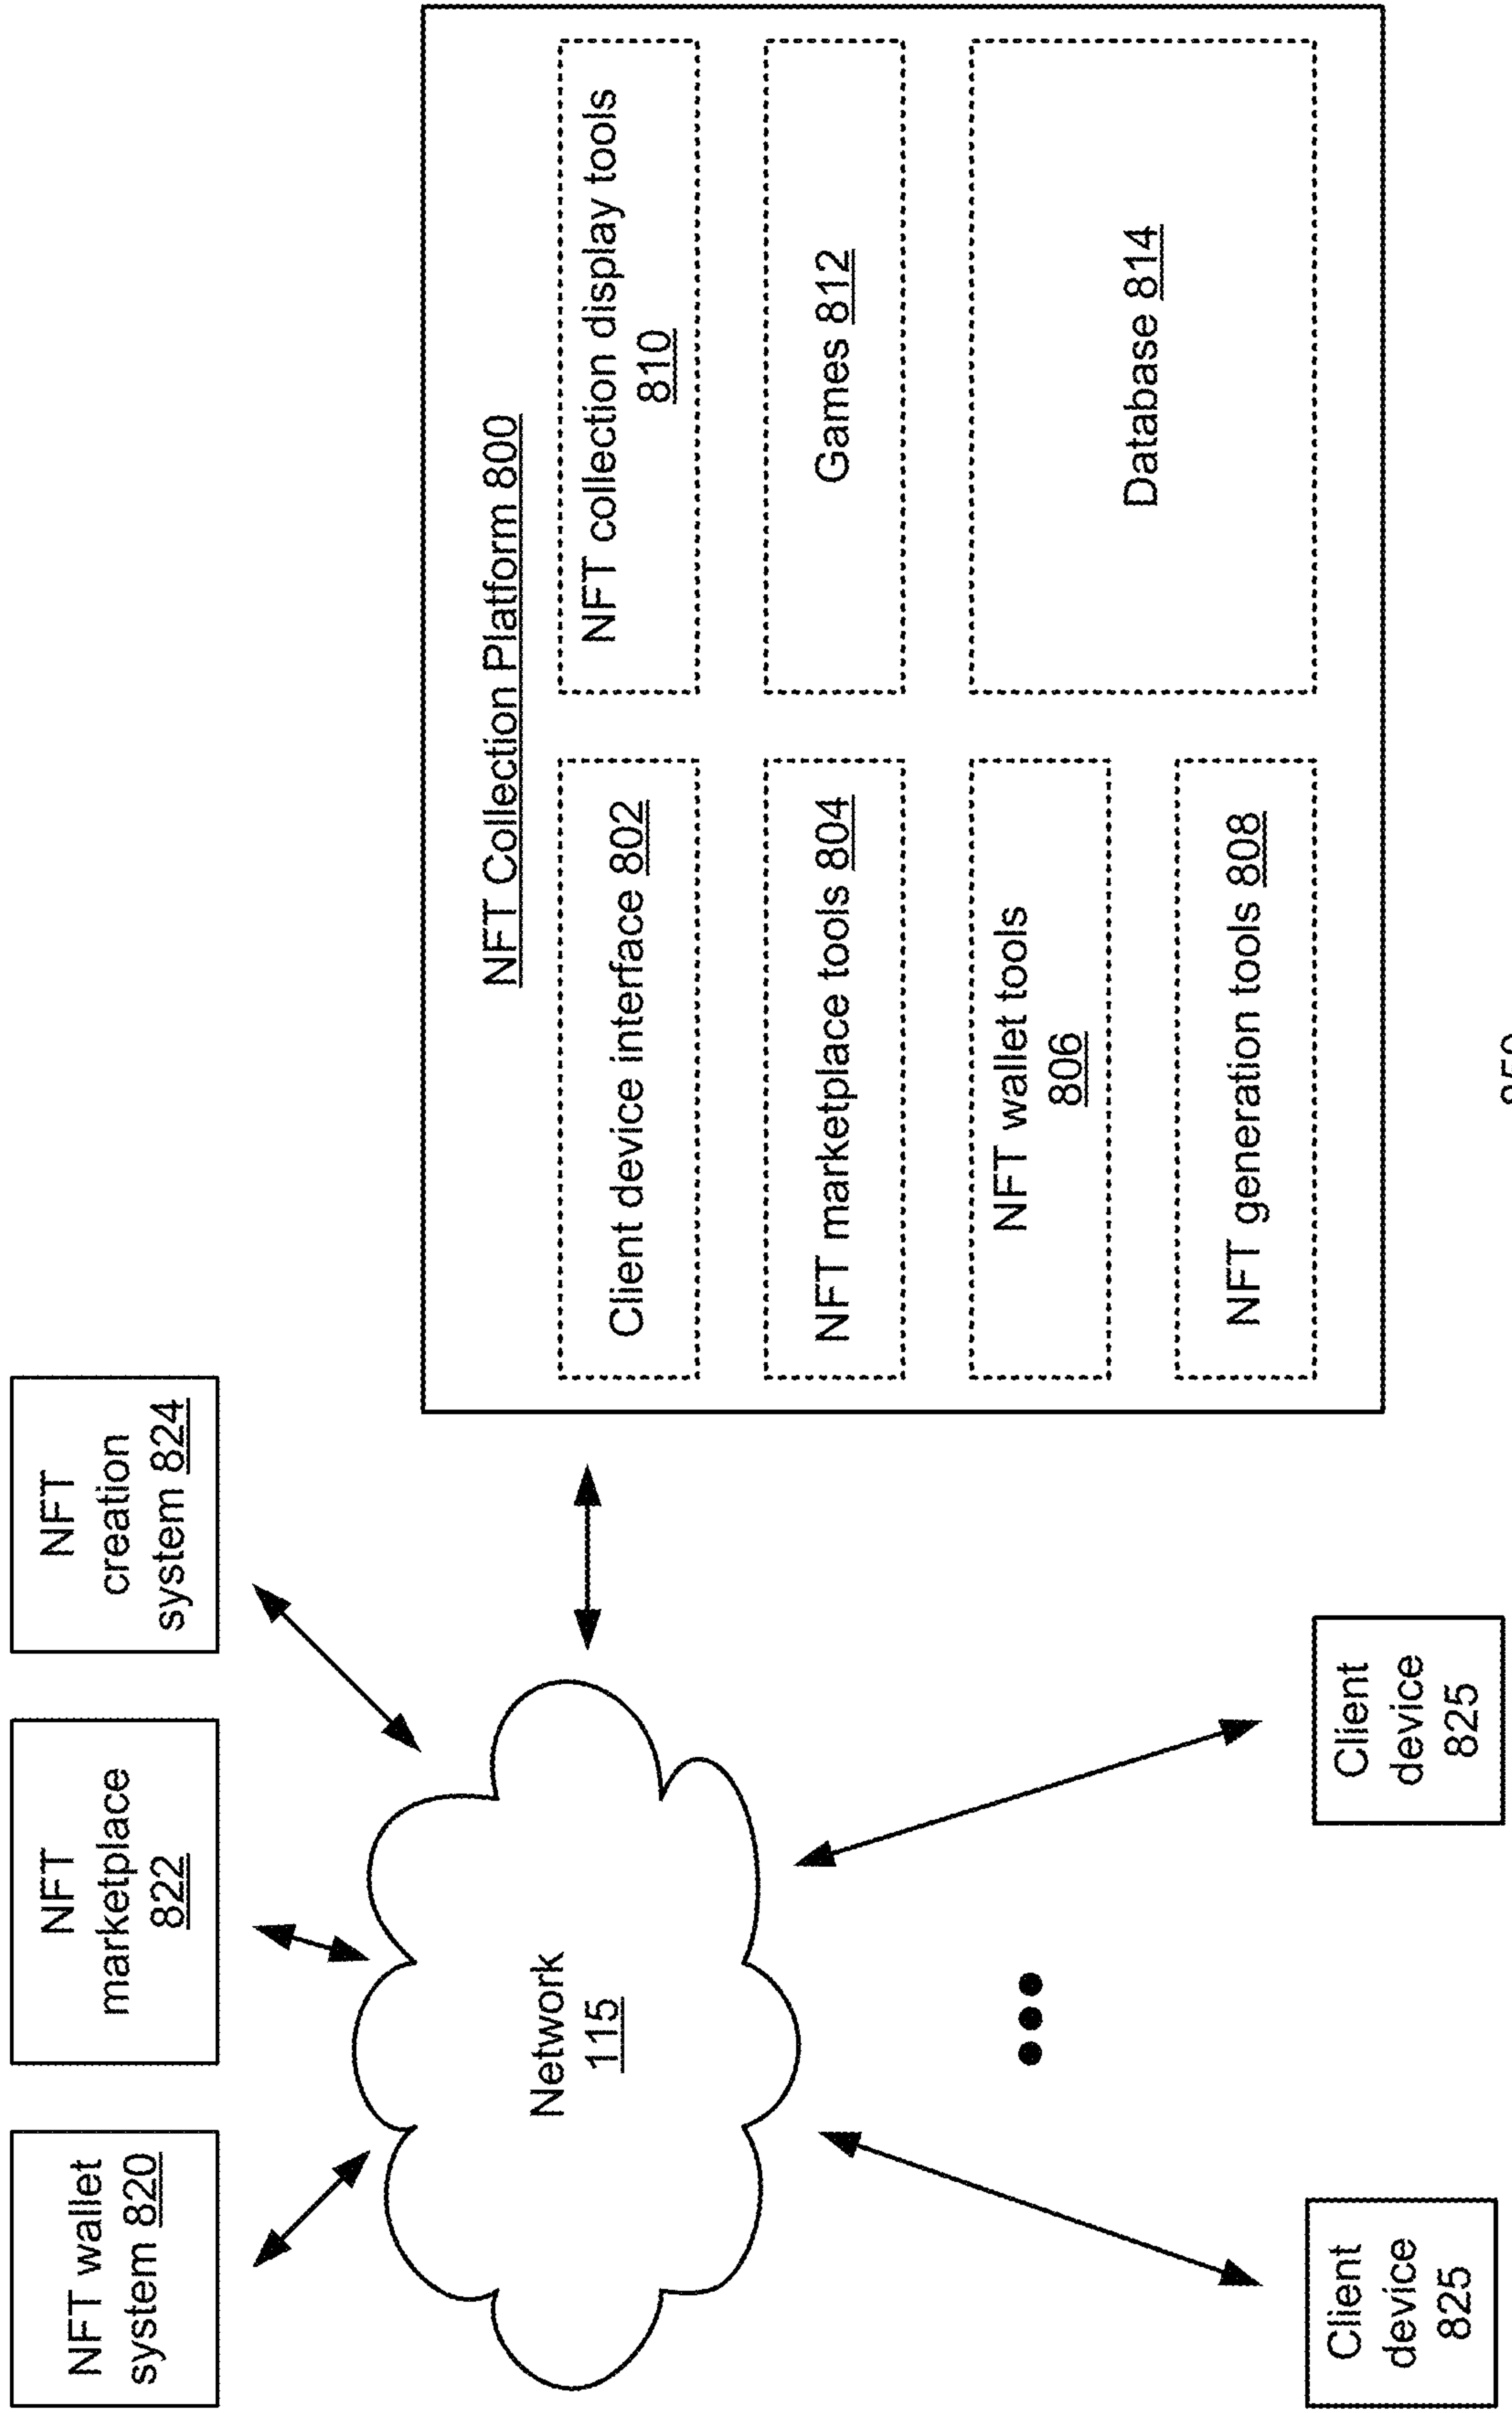 NFT wallet
system 820
NFT
marketplace
822
NFT
creation
system 824
Network
115
Client
device
825
Client
device
825
NFT Collection Platform 800
Client device interface 802
NFT marketplace tools 804
NFT wallet tools
806
NFT generation tools 808
NFT collection display tools
810
Games 812
Database 814